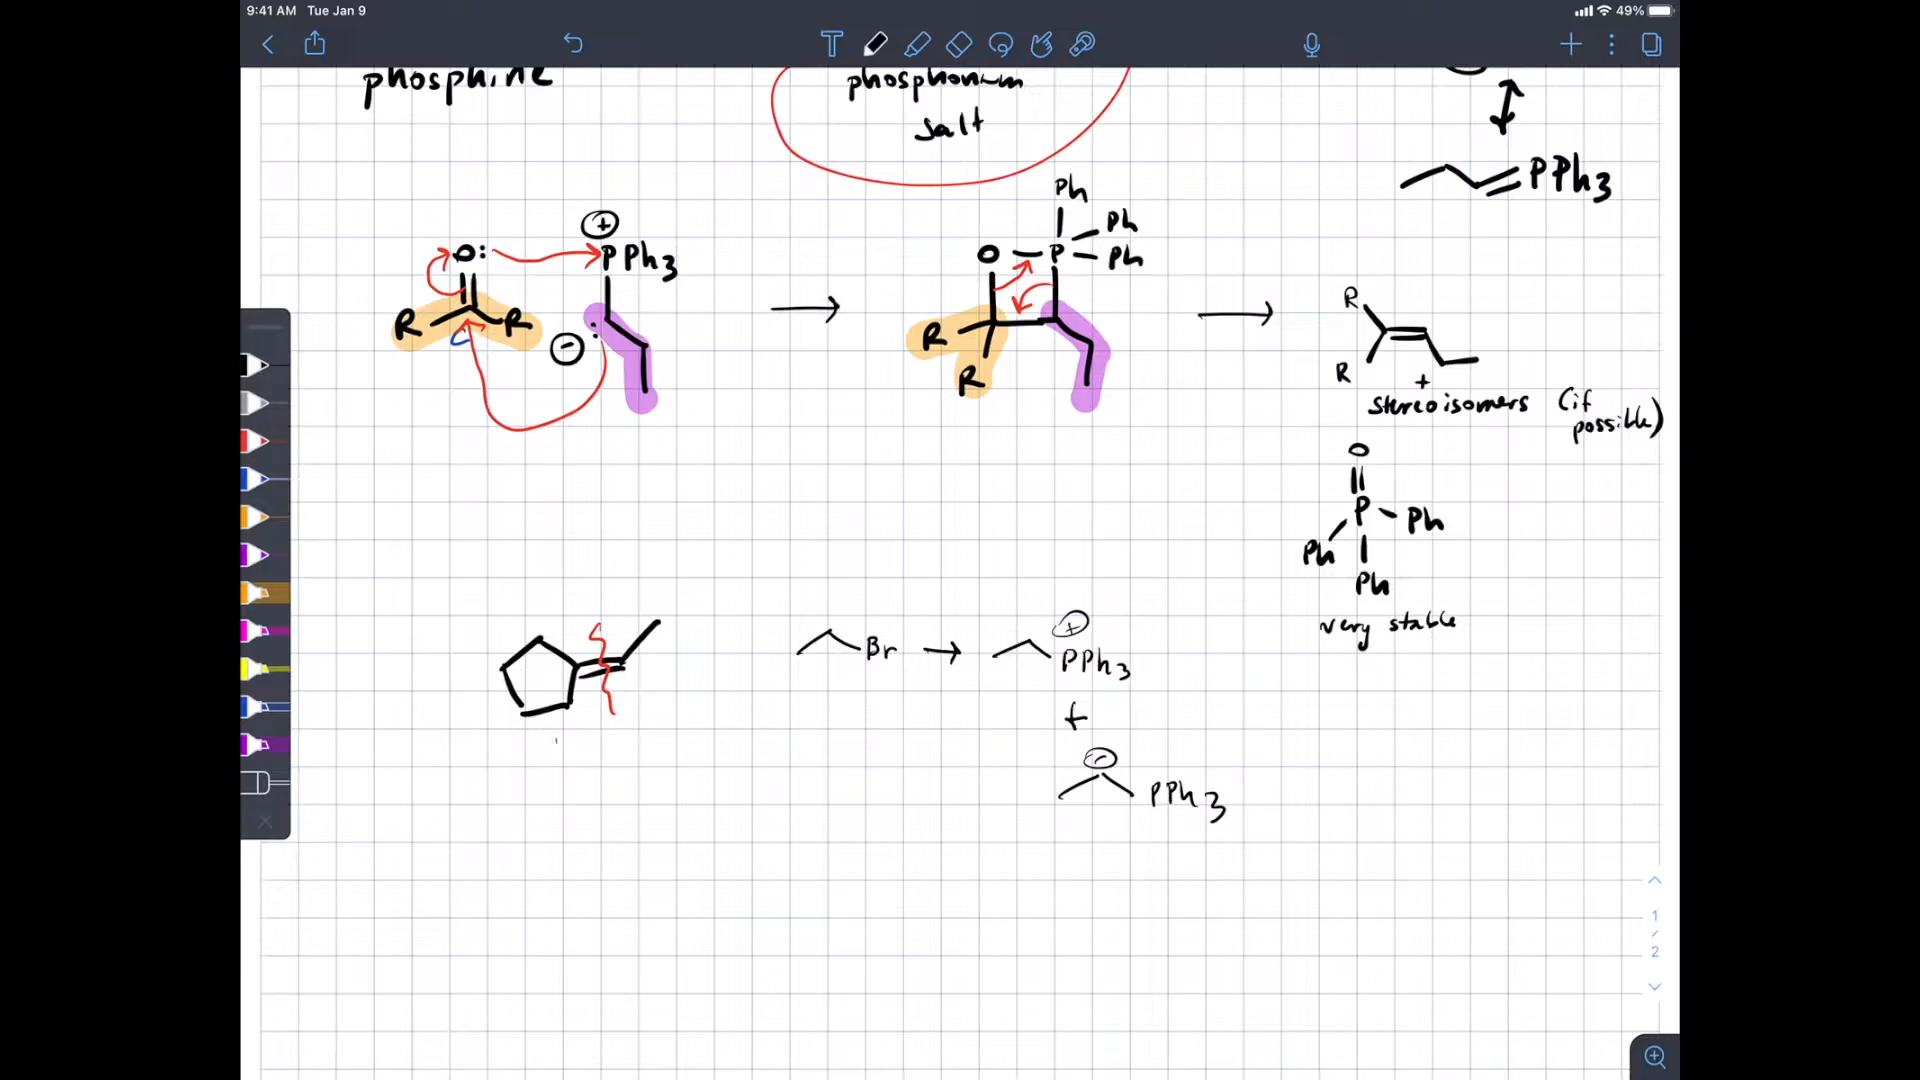 9:41 AM Tue Jan 9
49%
phosphine
phosphonium
salt
PPh3
+
O:
PPh3
R
R
C
-
Ph
O
P
Ph
Ph
R
R
R
R
+
stereoisomers (if
possible)
O
P
Ph
Ph
Ph
very stable
Br
+
PPh3
+
-
PPh3
1
/
2